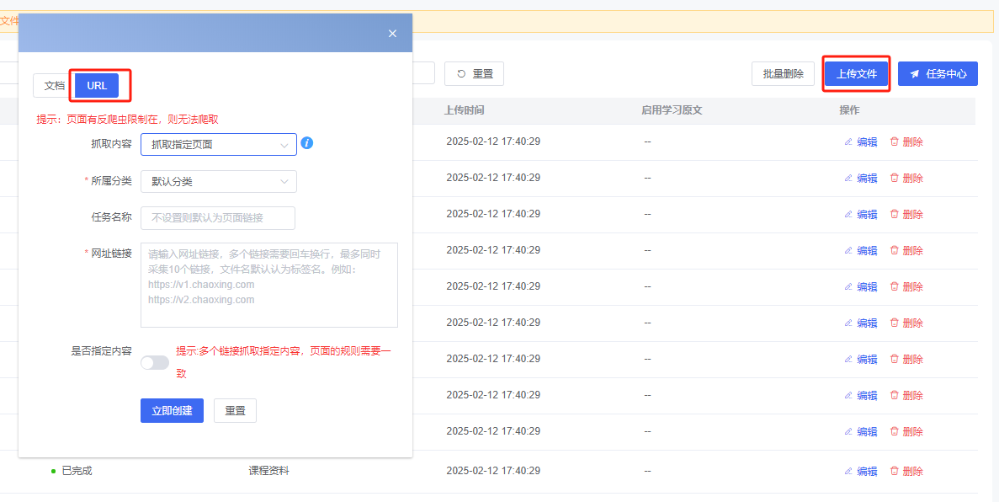 文件
文档
URL
提示：页面有反爬虫限制在，则无法爬取
抓取内容
抓取指定页面
* 所属分类
默认分类
任务名称
不设置则默认为页面链接
* 网址链接
请输入网址链接，多个链接需要回车换行，最多同时
采集10个链接，文件名默认认为标签名。例如：
https://v1.chaoxing.com
https://v2.chaoxing.com
是否指定内容
提示:多个链接抓取指定内容，页面的规则需要一
致
立即创建 重置
重置 批量删除 上传文件 任务中心
上传时间 启用学习原文 操作
2025-02-12 17:40:29 -- 编辑 删除
2025-02-12 17:40:29 -- 编辑 删除
2025-02-12 17:40:29 -- 编辑 删除
2025-02-12 17:40:29 -- 编辑 删除
2025-02-12 17:40:29 -- 编辑 删除
2025-02-12 17:40:29 -- 编辑 删除
2025-02-12 17:40:29 -- 编辑 删除
2025-02-12 17:40:29 -- 编辑 删除
2025-02-12 17:40:29 -- 编辑 删除
已完成 课程资料 2025-02-12 17:40:29 -- 编辑 删除